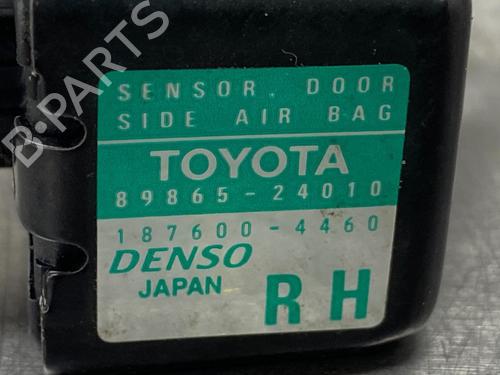 B-PARTS
SENSOR, DOOR
SIDE AIR BAG
TOYOTA
89865-24010
187600-4460
DENSO
JAPAN
RH